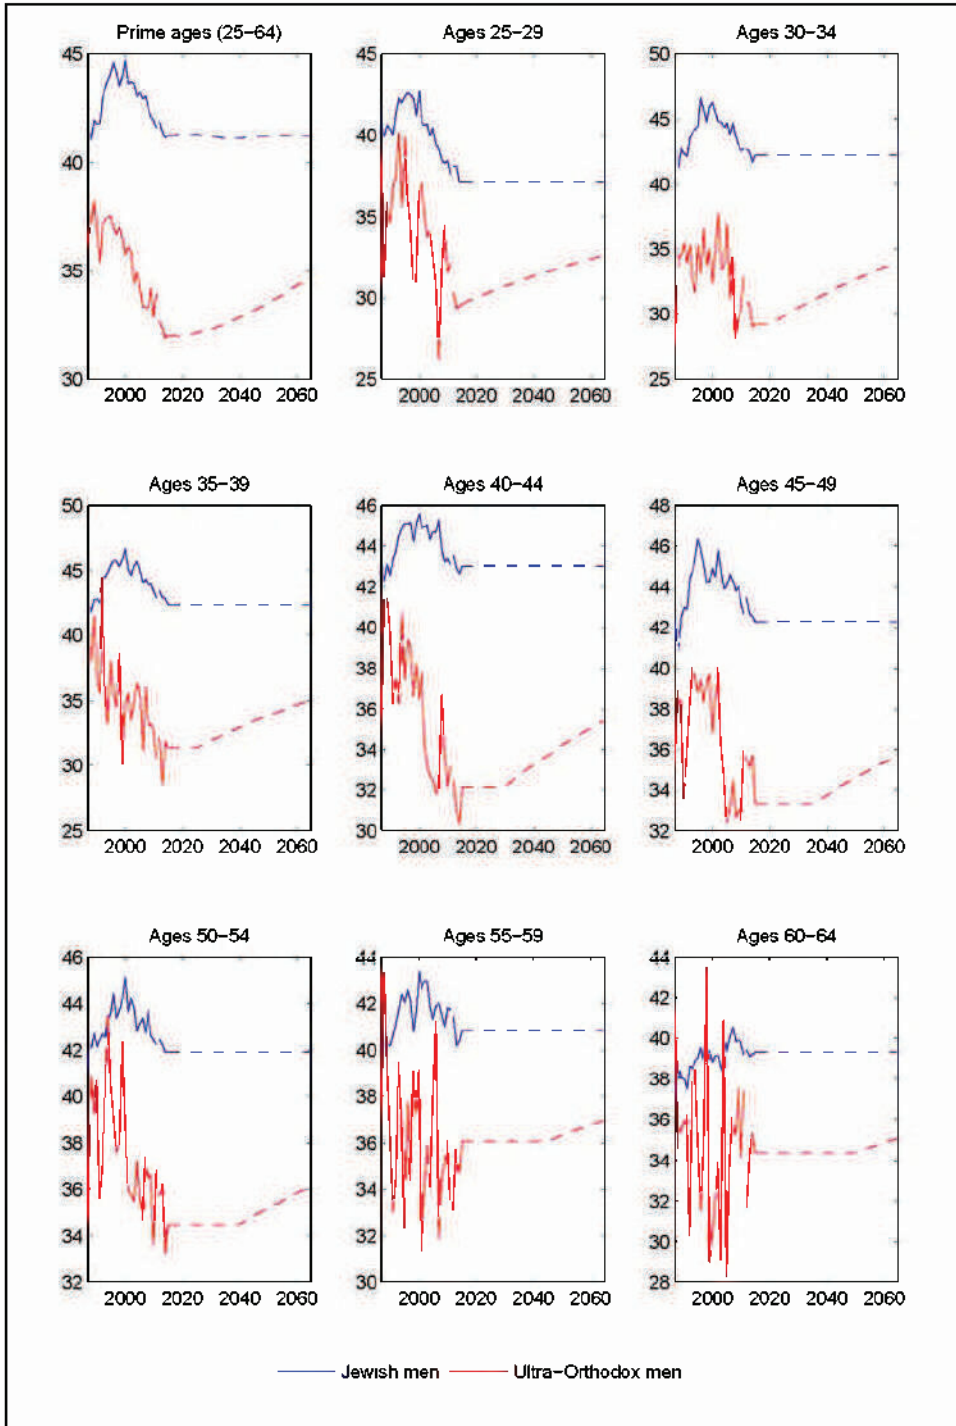 Prime ages (25-64) Ages 25-29 Ages 30-34
45 45 50
40 40 45
35 35 40
30 30 35
25 30
25
2000 2020 2040 2060 2000 2020 2040 2060 2000 2020 2040 2060
Ages 35-39 Ages 40-44 Ages 45-49
50 46 48
45 44 46
40 42 44
35 40 42
30 38 40
25 36 38
34 36
32 34
30 32
2000 2020 2040 2060 2000 2020 2040 2060 2000 2020 2040 2060
Ages 50-54 Ages 55-59 Ages 60-64
46 44 44
44 42 42
42 40 40
40 38 38
38 36 36
36 34 34
34 32 32
32 30 30
28
2000 2020 2040 2060 2000 2020 2040 2060 2000 2020 2040 2060
Jewish men Ultra-Orthodox men